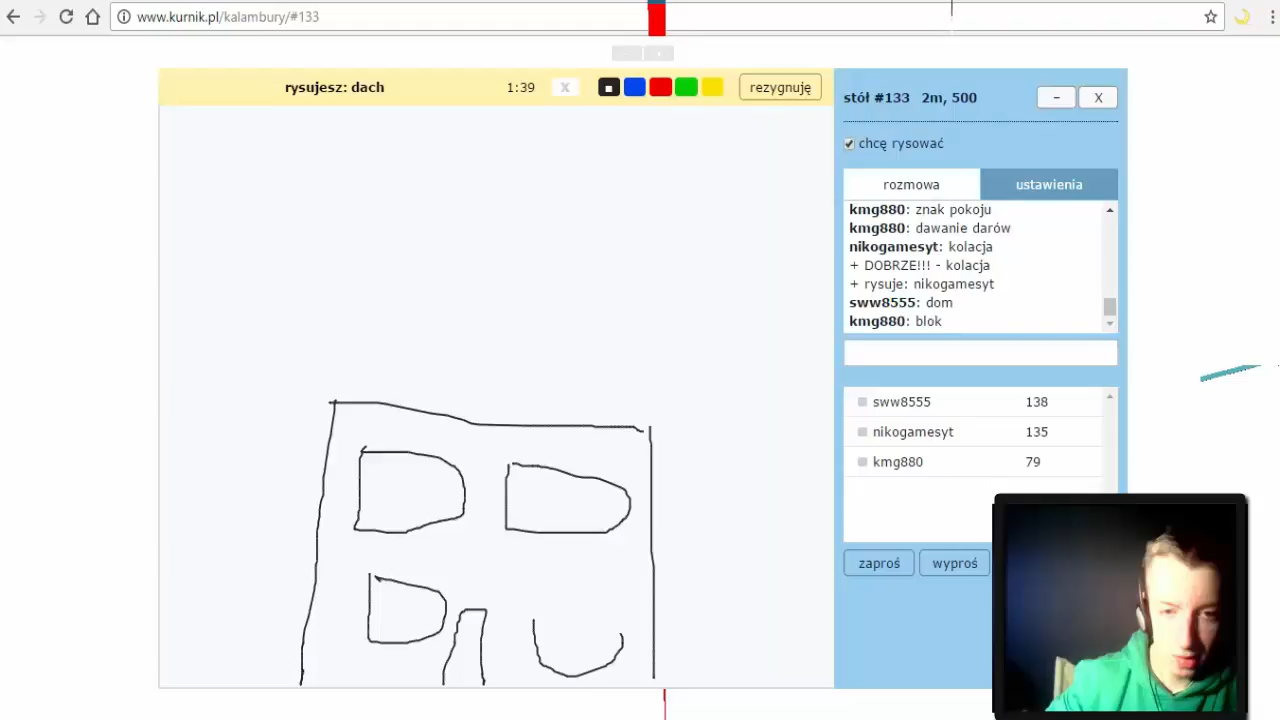 www.kurnik.pl/kalambury/#133
rysujesz: dach
1:39
X
rezygnuję
stół #133 2m, 500
–
X
chcę rysować
rozmowa
ustawienia
kmg880: znak pokoju
kmg880: dawanie darów
nikogamesyt: kolacja
+ DOBRZE!!! - kolacja
+ rysuje: nikogamesyt
sww8555: dom
kmg880: blok
sww8555 138
nikogamesyt 135
kmg880 79
zaproś
wyproś